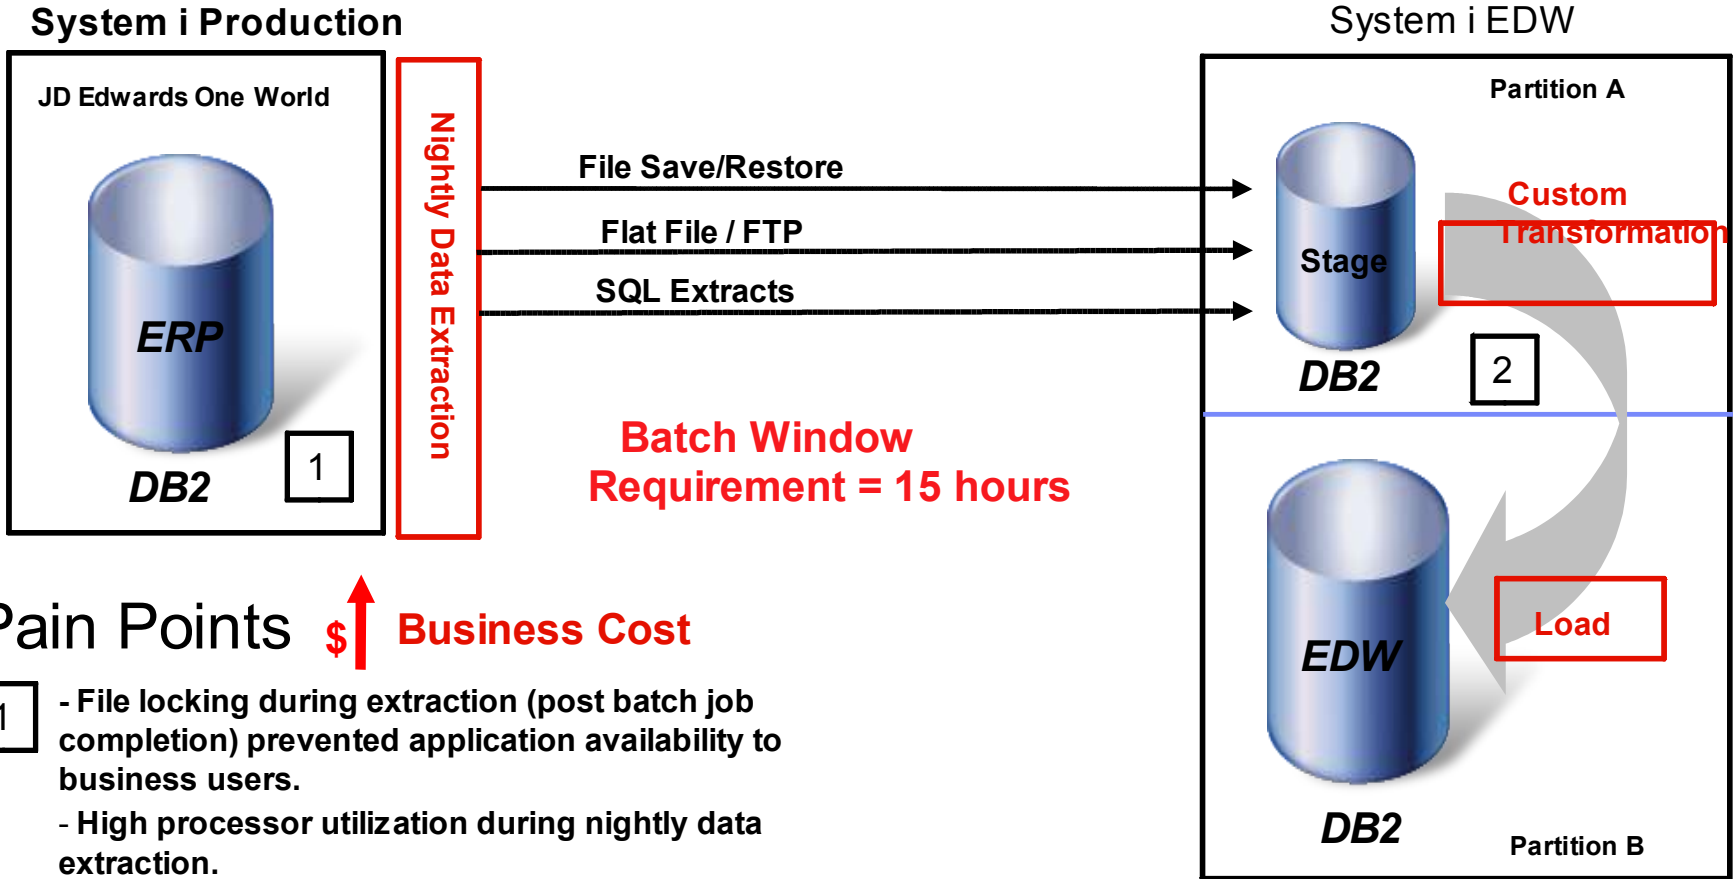 System i Production
System i EDW
JD Edwards One World
Partition A
Nightly Data Extraction
File Save/Restore
Flat File / FTP
SQL Extracts
Custom
Transformation
Stage
ERP
DB2
1
DB2
2
Batch Window
Requirement = 15 hours
Pain Points
$
Business Cost
EDW
Load
DB2
Partition B
1
- File locking during extraction (post batch job
completion) prevented application availability to
business users.
- High processor utilization during nightly data
extraction.